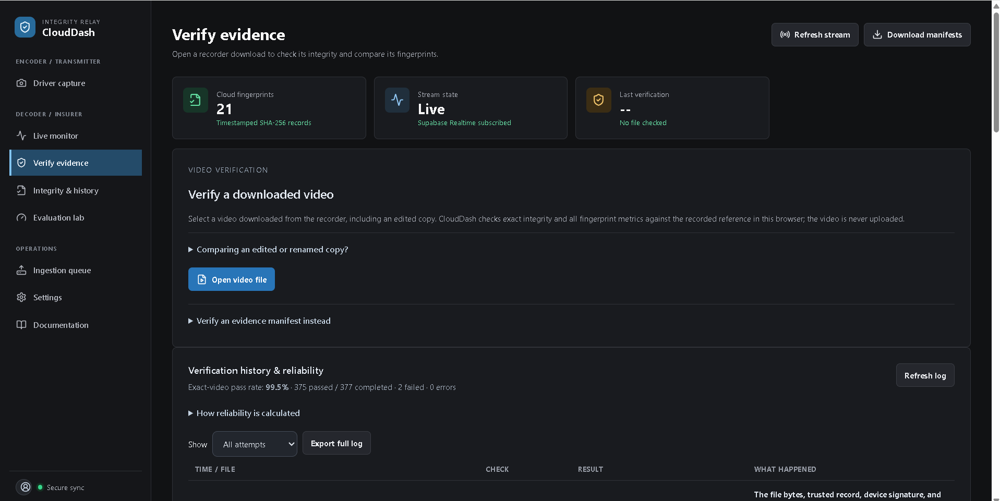 INTEGRITY RELAY
CloudDash
ENCODER / TRANSMITTER
Driver capture
DECODER / INSURER
Live monitor
Verify evidence
Integrity & history
Evaluation lab
OPERATIONS
Ingestion queue
Settings
Documentation
Secure sync
Verify evidence
Open a recorder download to check its integrity and compare its fingerprints.
Refresh stream
Download manifests
Cloud fingerprints
21
Timestamped SHA-256 records
Stream state
Live
Supabase Realtime subscribed
Last verification
--
No file checked
VIDEO VERIFICATION
Verify a downloaded video
Select a video downloaded from the recorder, including an edited copy. CloudDash checks exact integrity and all fingerprint metrics against the recorded reference in this browser; the video is never uploaded.
Comparing an edited or renamed copy?
Open video file
Verify an evidence manifest instead
Verification history & reliability
Exact-video pass rate: 99.5% · 375 passed / 377 completed · 2 failed · 0 errors
Refresh log
How reliability is calculated
Show
All attempts
Export full log
TIME / FILE
CHECK
RESULT
WHAT HAPPENED
The file bytes, trusted record, device signature, and